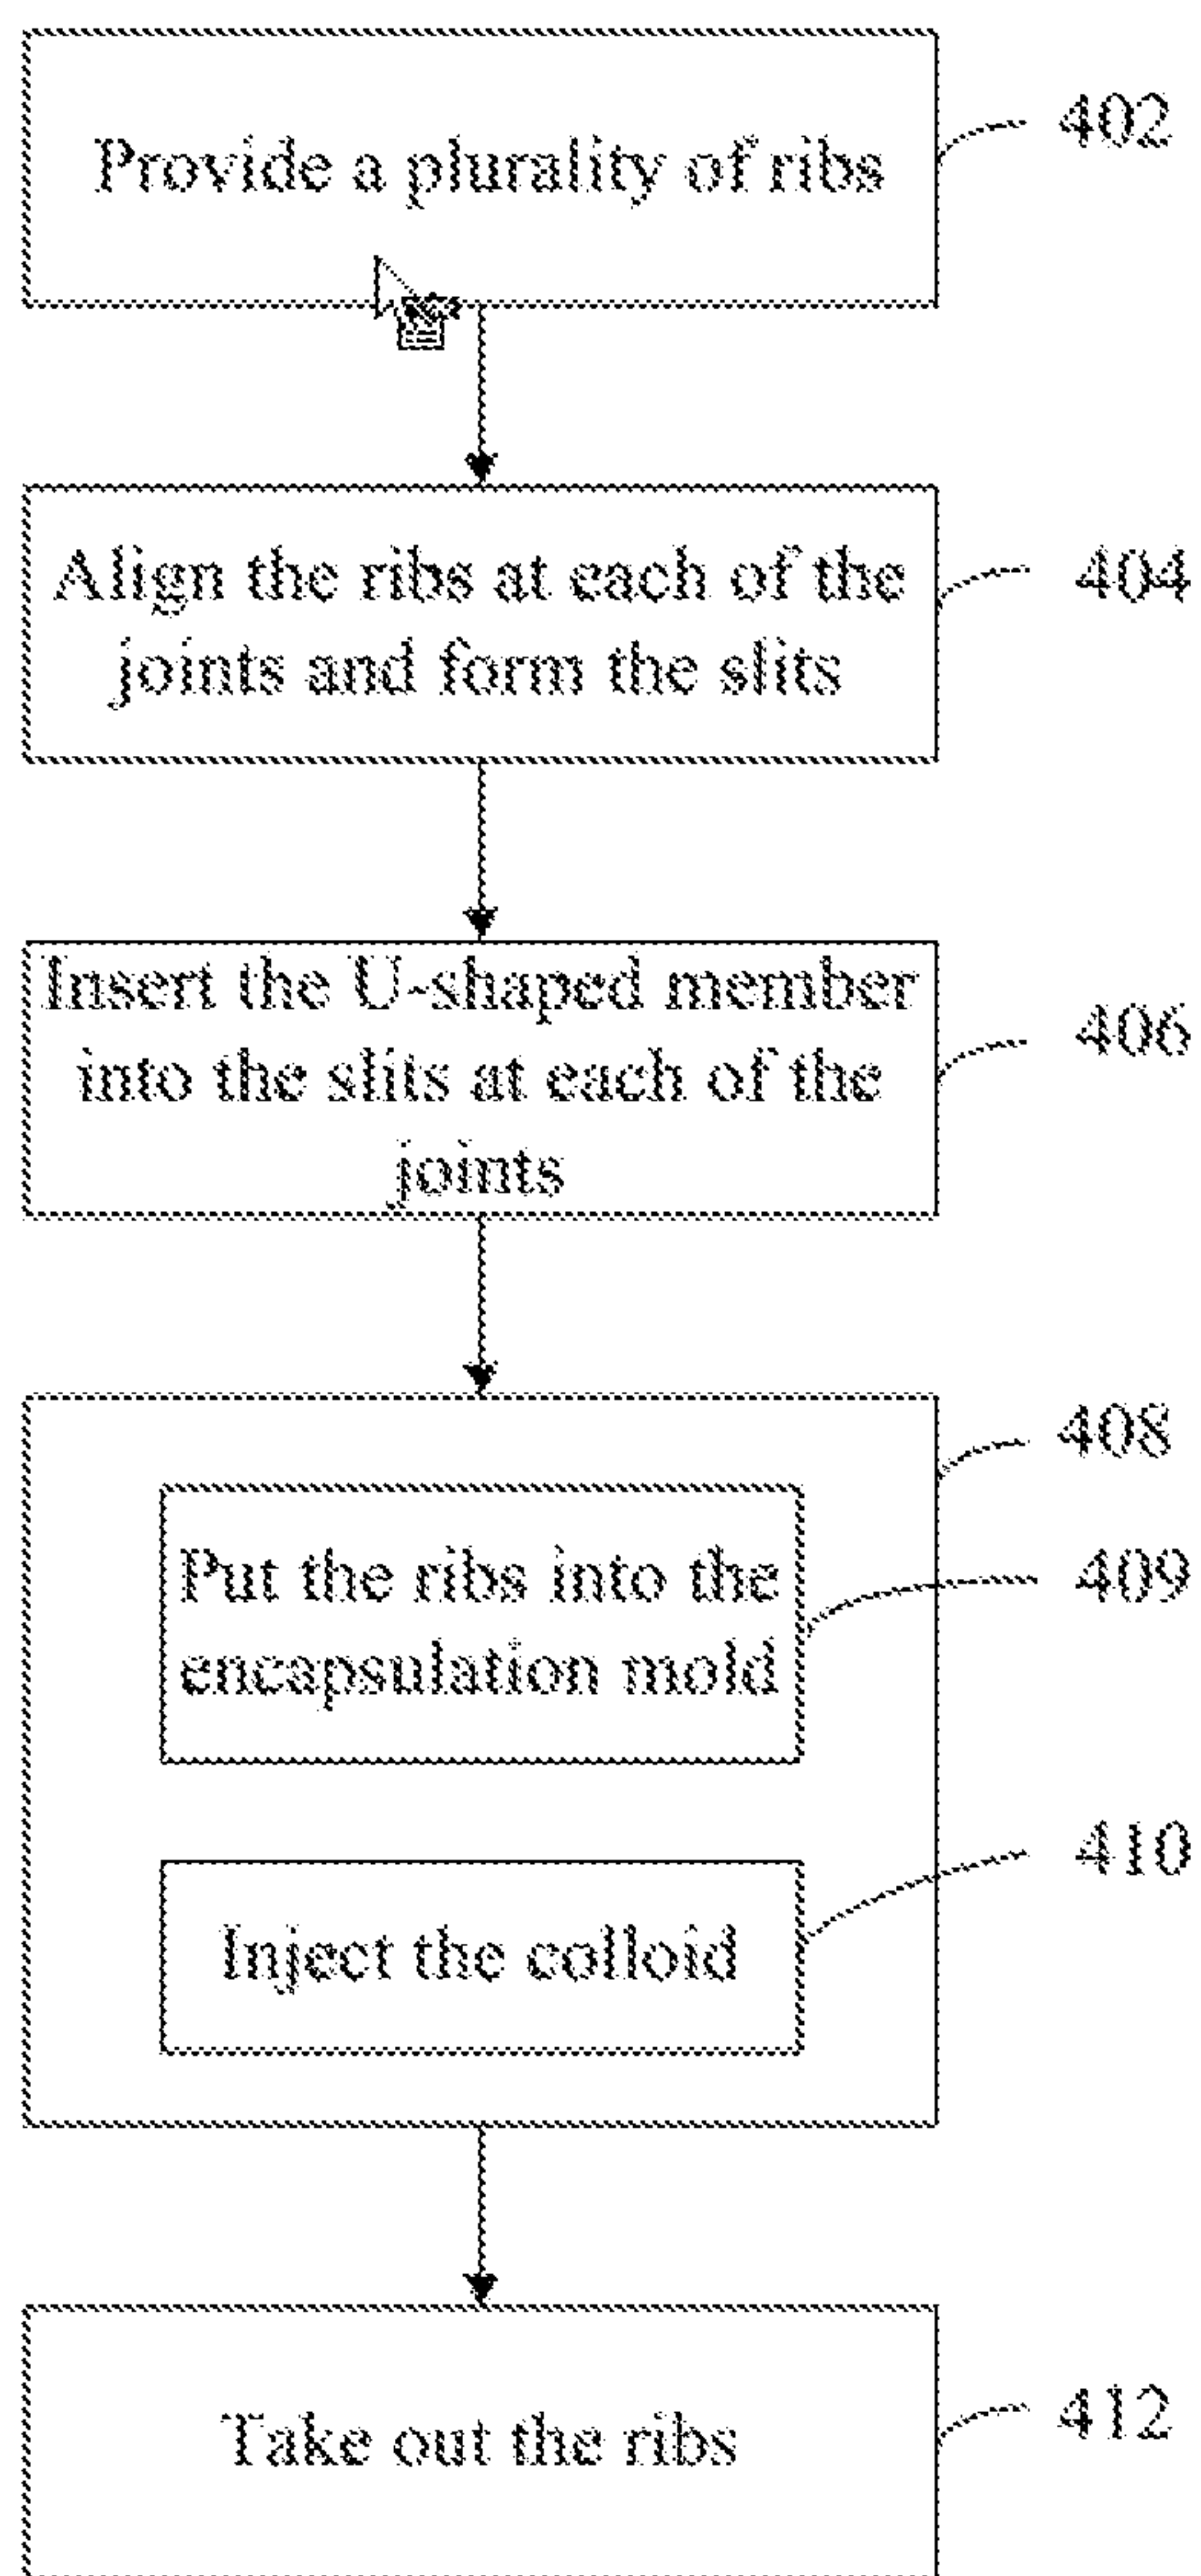 Provide a plurality of ribs
402
Align the ribs at each of the
joints and form the slits
404
Insert the U-shaped member
into the slits at each of the
joints
406
408
Put the ribs into the
encapsulation mold
409
Inject the colloid
410
Take out the ribs
412